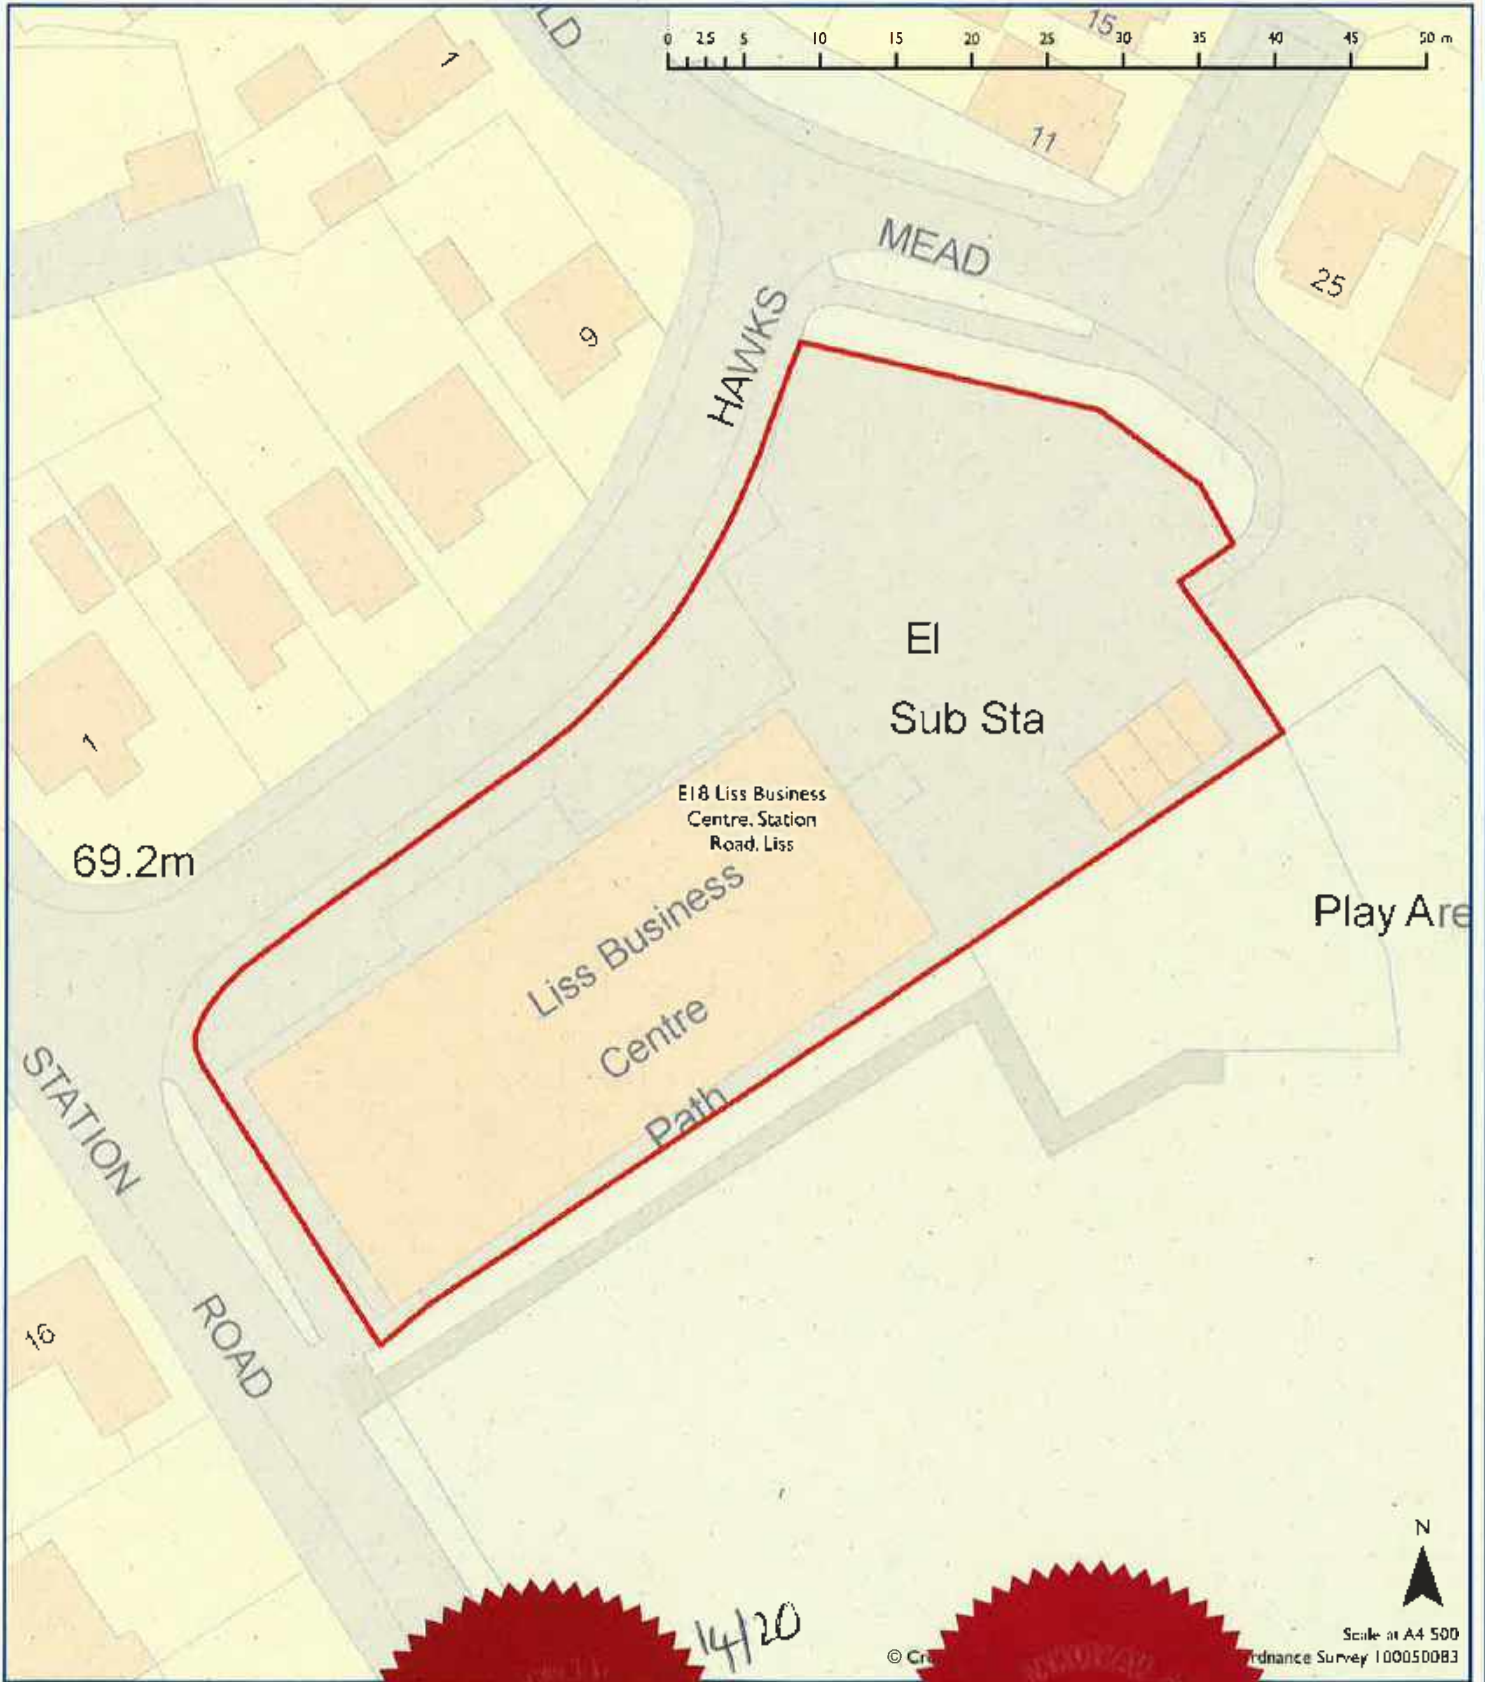 0 2.5 5 10 15 20 25 30 35 40 45 50 m
15
1
11
MEAD
25
HAWKS
9
El
Sub Sta
1
E18 Liss Business
Centre, Station
Road, Liss
69.2m
Liss Business
Centre
Path
Play Are
STATION
ROAD
16
N
14/20
Scale at A4 500
rdnance Survey 100050083